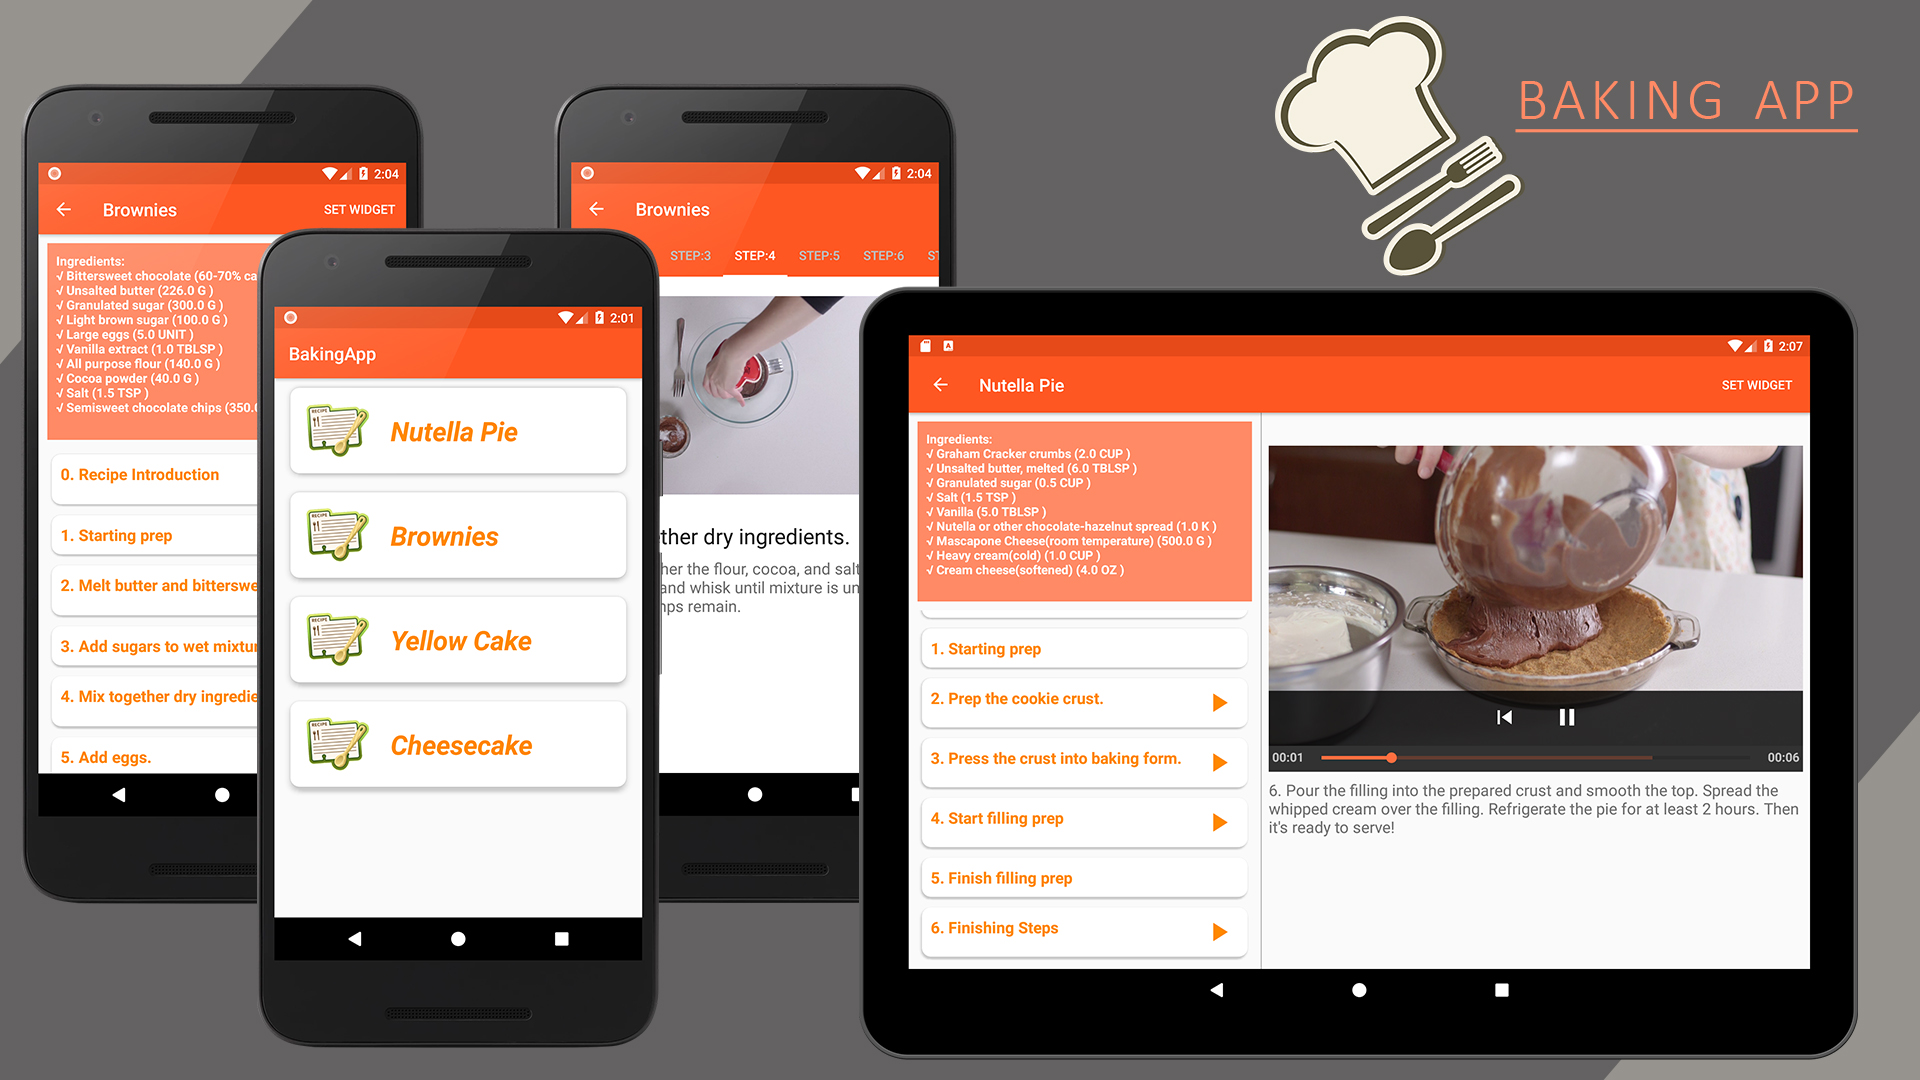 BAKING APP
2:04
Brownies
SET WIDGET
Ingredients:
√ Bittersweet chocolate (60-70% ca
√ Unsalted butter (226.0 G )
√ Granulated sugar (300.0 G )
√ Light brown sugar (100.0 G )
√ Large eggs (5.0 UNIT )
√ Vanilla extract (1.0 TBLSP )
√ All purpose flour (140.0 G )
√ Cocoa powder (40.0 G )
√ Salt (1.5 TSP )
√ Semisweet chocolate chips (350.
0. Recipe Introduction
1. Starting prep
2. Melt butter and bitterswe
3. Add sugars to wet mixtu
4. Mix together dry ingredie
5. Add eggs.
2:01
BakingApp
RECIPE
Nutella Pie
RECIPE
Brownies
RECIPE
Yellow Cake
RECIPE
Cheesecake
2:04
Brownies
STEP:3 STEP:4 STEP:5 STEP:6 ST
ther dry ingredients.
her the flour, cocoa, and salt
and whisk until mixture is un
nps remain.
2:07
Nutella Pie
SET WIDGET
Ingredients:
√ Graham Cracker crumbs (2.0 CUP )
√ Unsalted butter, melted (6.0 TBLSP )
√ Granulated sugar (0.5 CUP )
√ Salt (1.5 TSP )
√ Vanilla (5.0 TBLSP )
√ Nutella or other chocolate-hazelnut spread (1.0 K )
√ Mascapone Cheese(room temperature) (500.0 G )
√ Heavy cream(cold) (1.0 CUP )
√ Cream cheese(softened) (4.0 OZ )
1. Starting prep
2. Prep the cookie crust.
3. Press the crust into baking form.
4. Start filling prep
5. Finish filling prep
6. Finishing Steps
00:01 00:06
6. Pour the filling into the prepared crust and smooth the top. Spread the
whipped cream over the filling. Refrigerate the pie for at least 2 hours. Then
it's ready to serve!